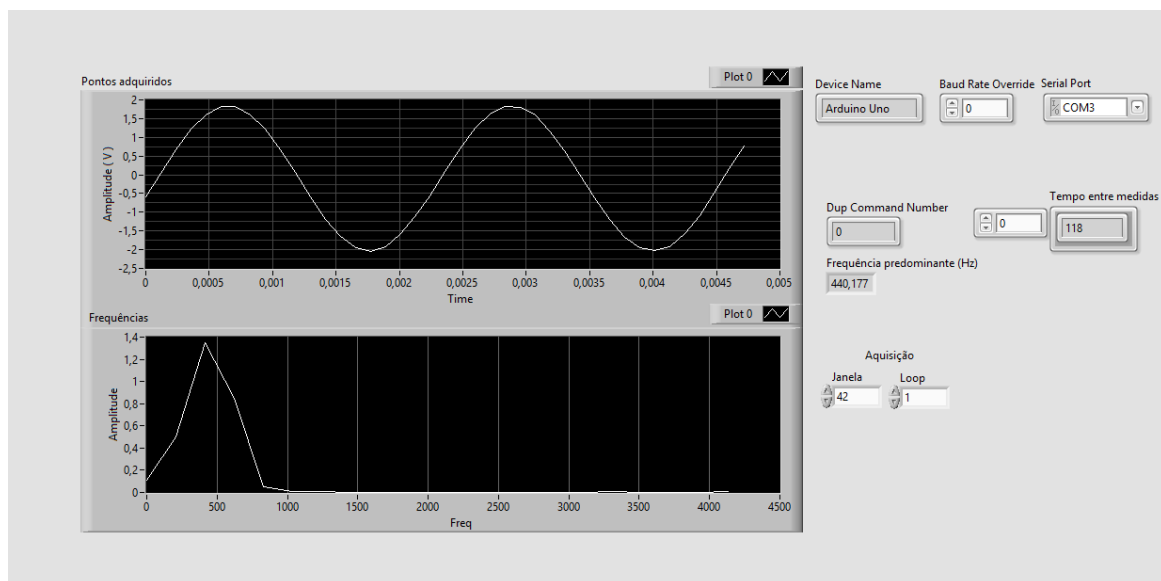 Pontos adquiridos
Plot 0
Amplitude ( V )
2
1,5
1
0,5
0
-0,5
-1
-1,5
-2
-2,5
0 0,0005 0,001 0,0015 0,002 0,0025 0,003 0,0035 0,004 0,0045 0,005
Time
Frequências
Plot 0
Amplitude
1,4
1,2
1
0,8
0,6
0,4
0,2
0
0 500 1000 1500 2000 2500 3000 3500 4000 4500
Freq
Device Name Baud Rate Override Serial Port
Arduino Uno 0 I/O COM3
Dup Command Number Tempo entre medidas
0 0 118
Frequência predominante (Hz)
440,177
Aquisição
Janela Loop
42 1